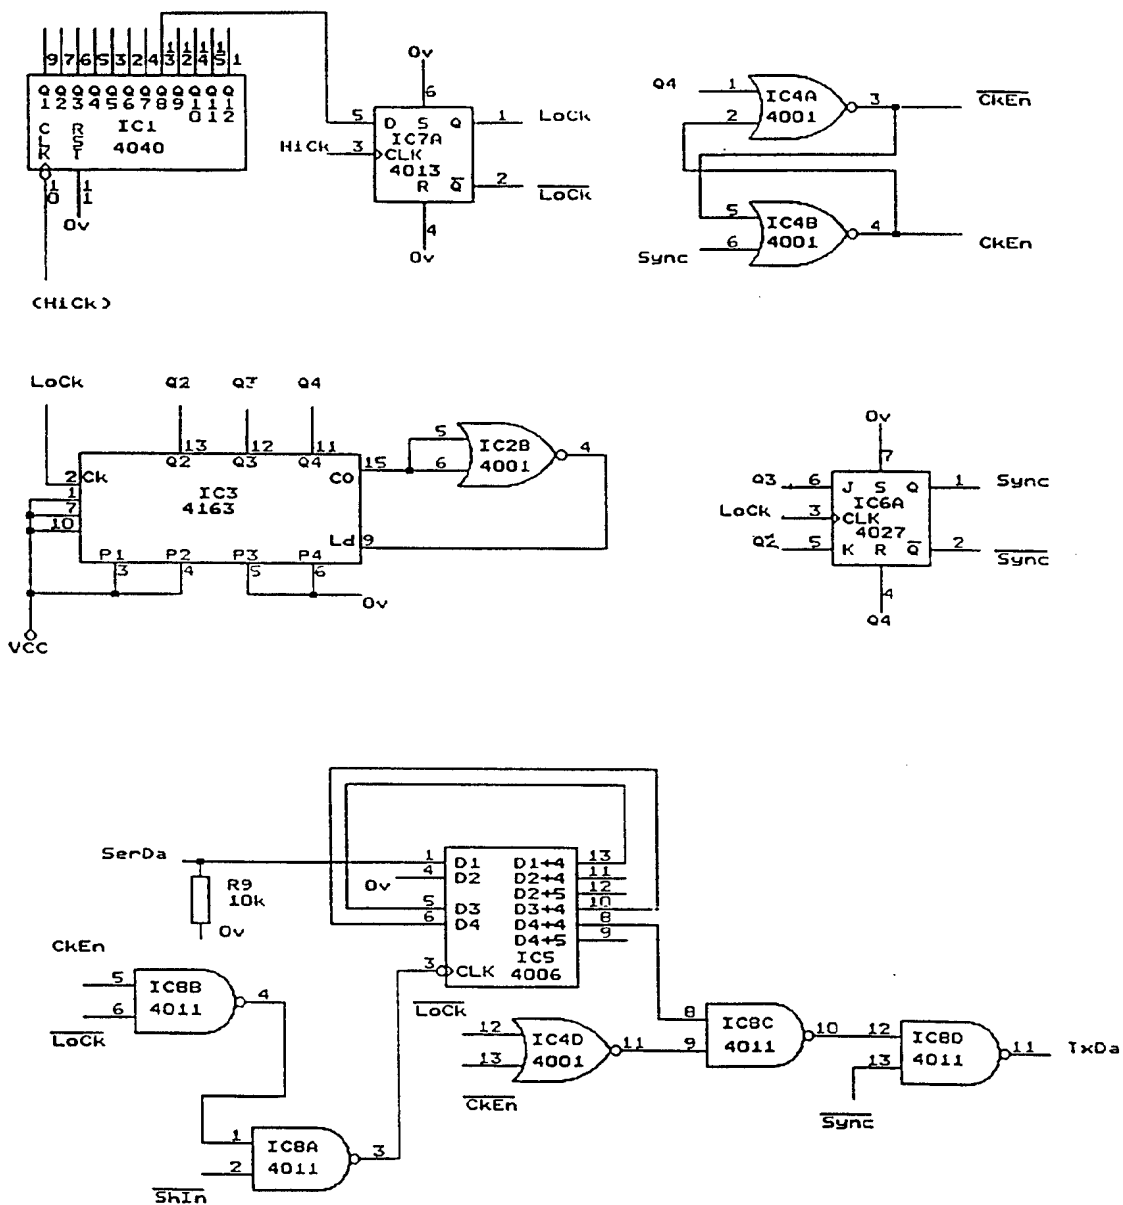 9 7 6 5 3 2 4 13 12 14 15 1
Q1 Q2 Q3 Q4 Q5 Q6 Q7 Q8 Q9 Q10 Q11 Q12
CLK RST IC1
4040
10 11
0v
(HiCk)
0v
6
5 D S Q 1 LoCk
IC7A
HiCk 3 CLK
4013
R Q̅ 2 L̅o̅C̅k̅
4
0v
Q4 1 IC4A 3 C̅k̅E̅n̅
2 4001
5 IC4B 4 CkEn
Sync 6 4001
LoCk Q2 Q3 Q4
13 12 11
2 Ck Q2 Q3 Q4 CO 15
1
7
10
IC3
4163
Ld 9
P1 P2 P3 P4
3 4 5 6
0v
VCC
5 IC2B 4
6 4001
0v
7
Q3 6 J S Q 1 Sync
IC6A
LoCk 3 CLK
4027
Q2 5 K R Q̅ 2 S̅y̅n̅c̅
4
Q4
SerDa
R9
10k
0v
1 D1 D1+4 13
0v 4 D2 D2+4 11
D2+5 12
5 D3 D3+4 10
6 D4 D4+4 8
D4+5 9
IC5
3 CLK 4006
CkEn
5 IC8B 4
6 4011
L̅o̅C̅k̅
L̅o̅C̅k̅
12 IC4D 11
13 4001
C̅k̅E̅n̅
8 IC8C 10
9 4011
12 IC8D 11 TxDa
13 4011
S̅y̅n̅c̅
1 IC8A 3
2 4011
S̅h̅I̅n̅